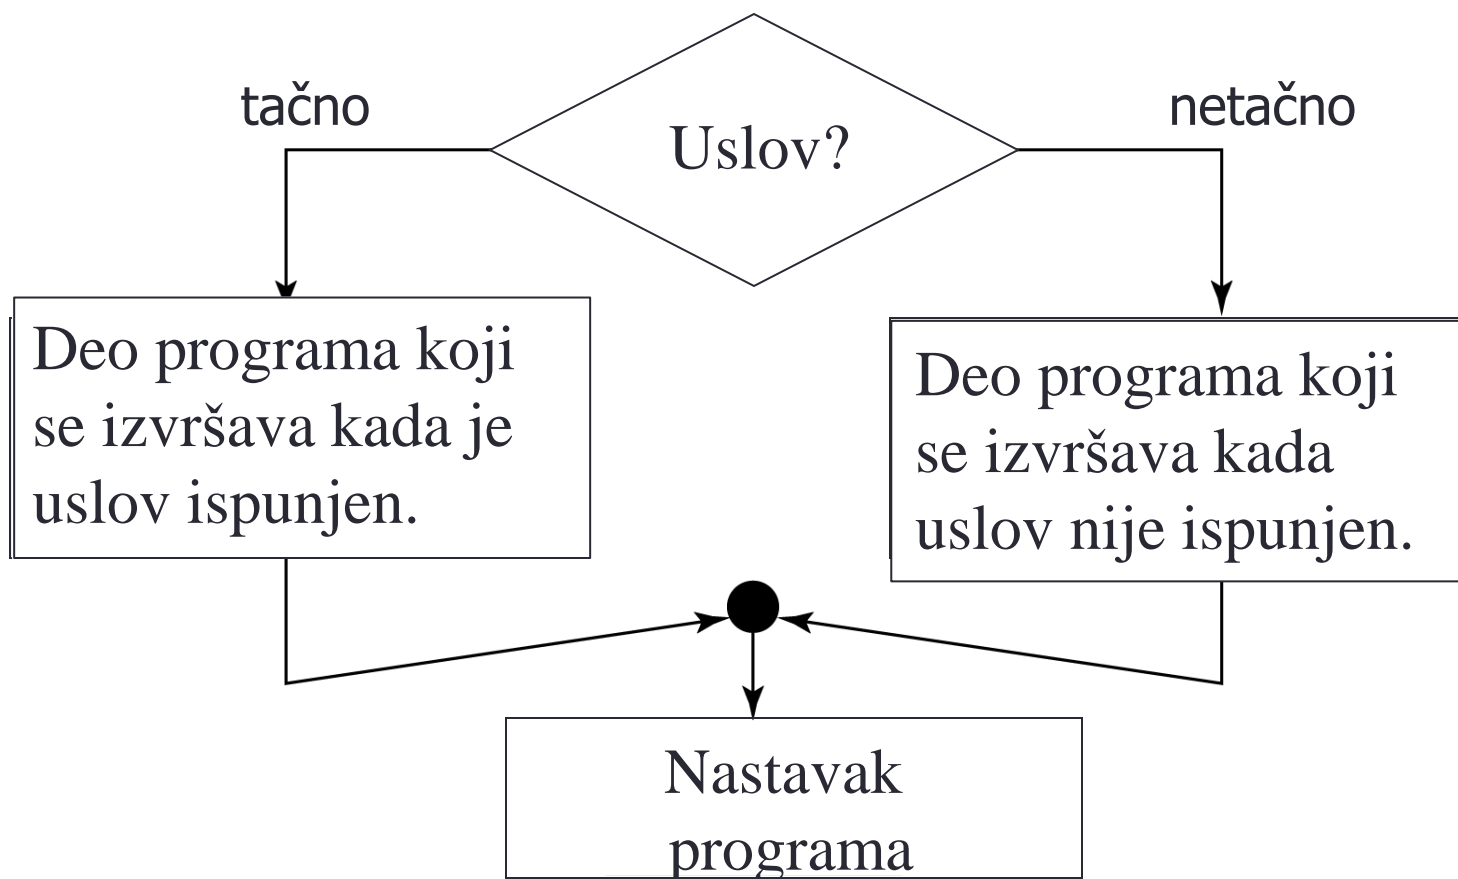 Uslov?
tačno
netačno
Deo programa koji
se izvršava kada je
uslov ispunjen.
Deo programa koji
se izvršava kada
uslov nije ispunjen.
Nastavak
programa